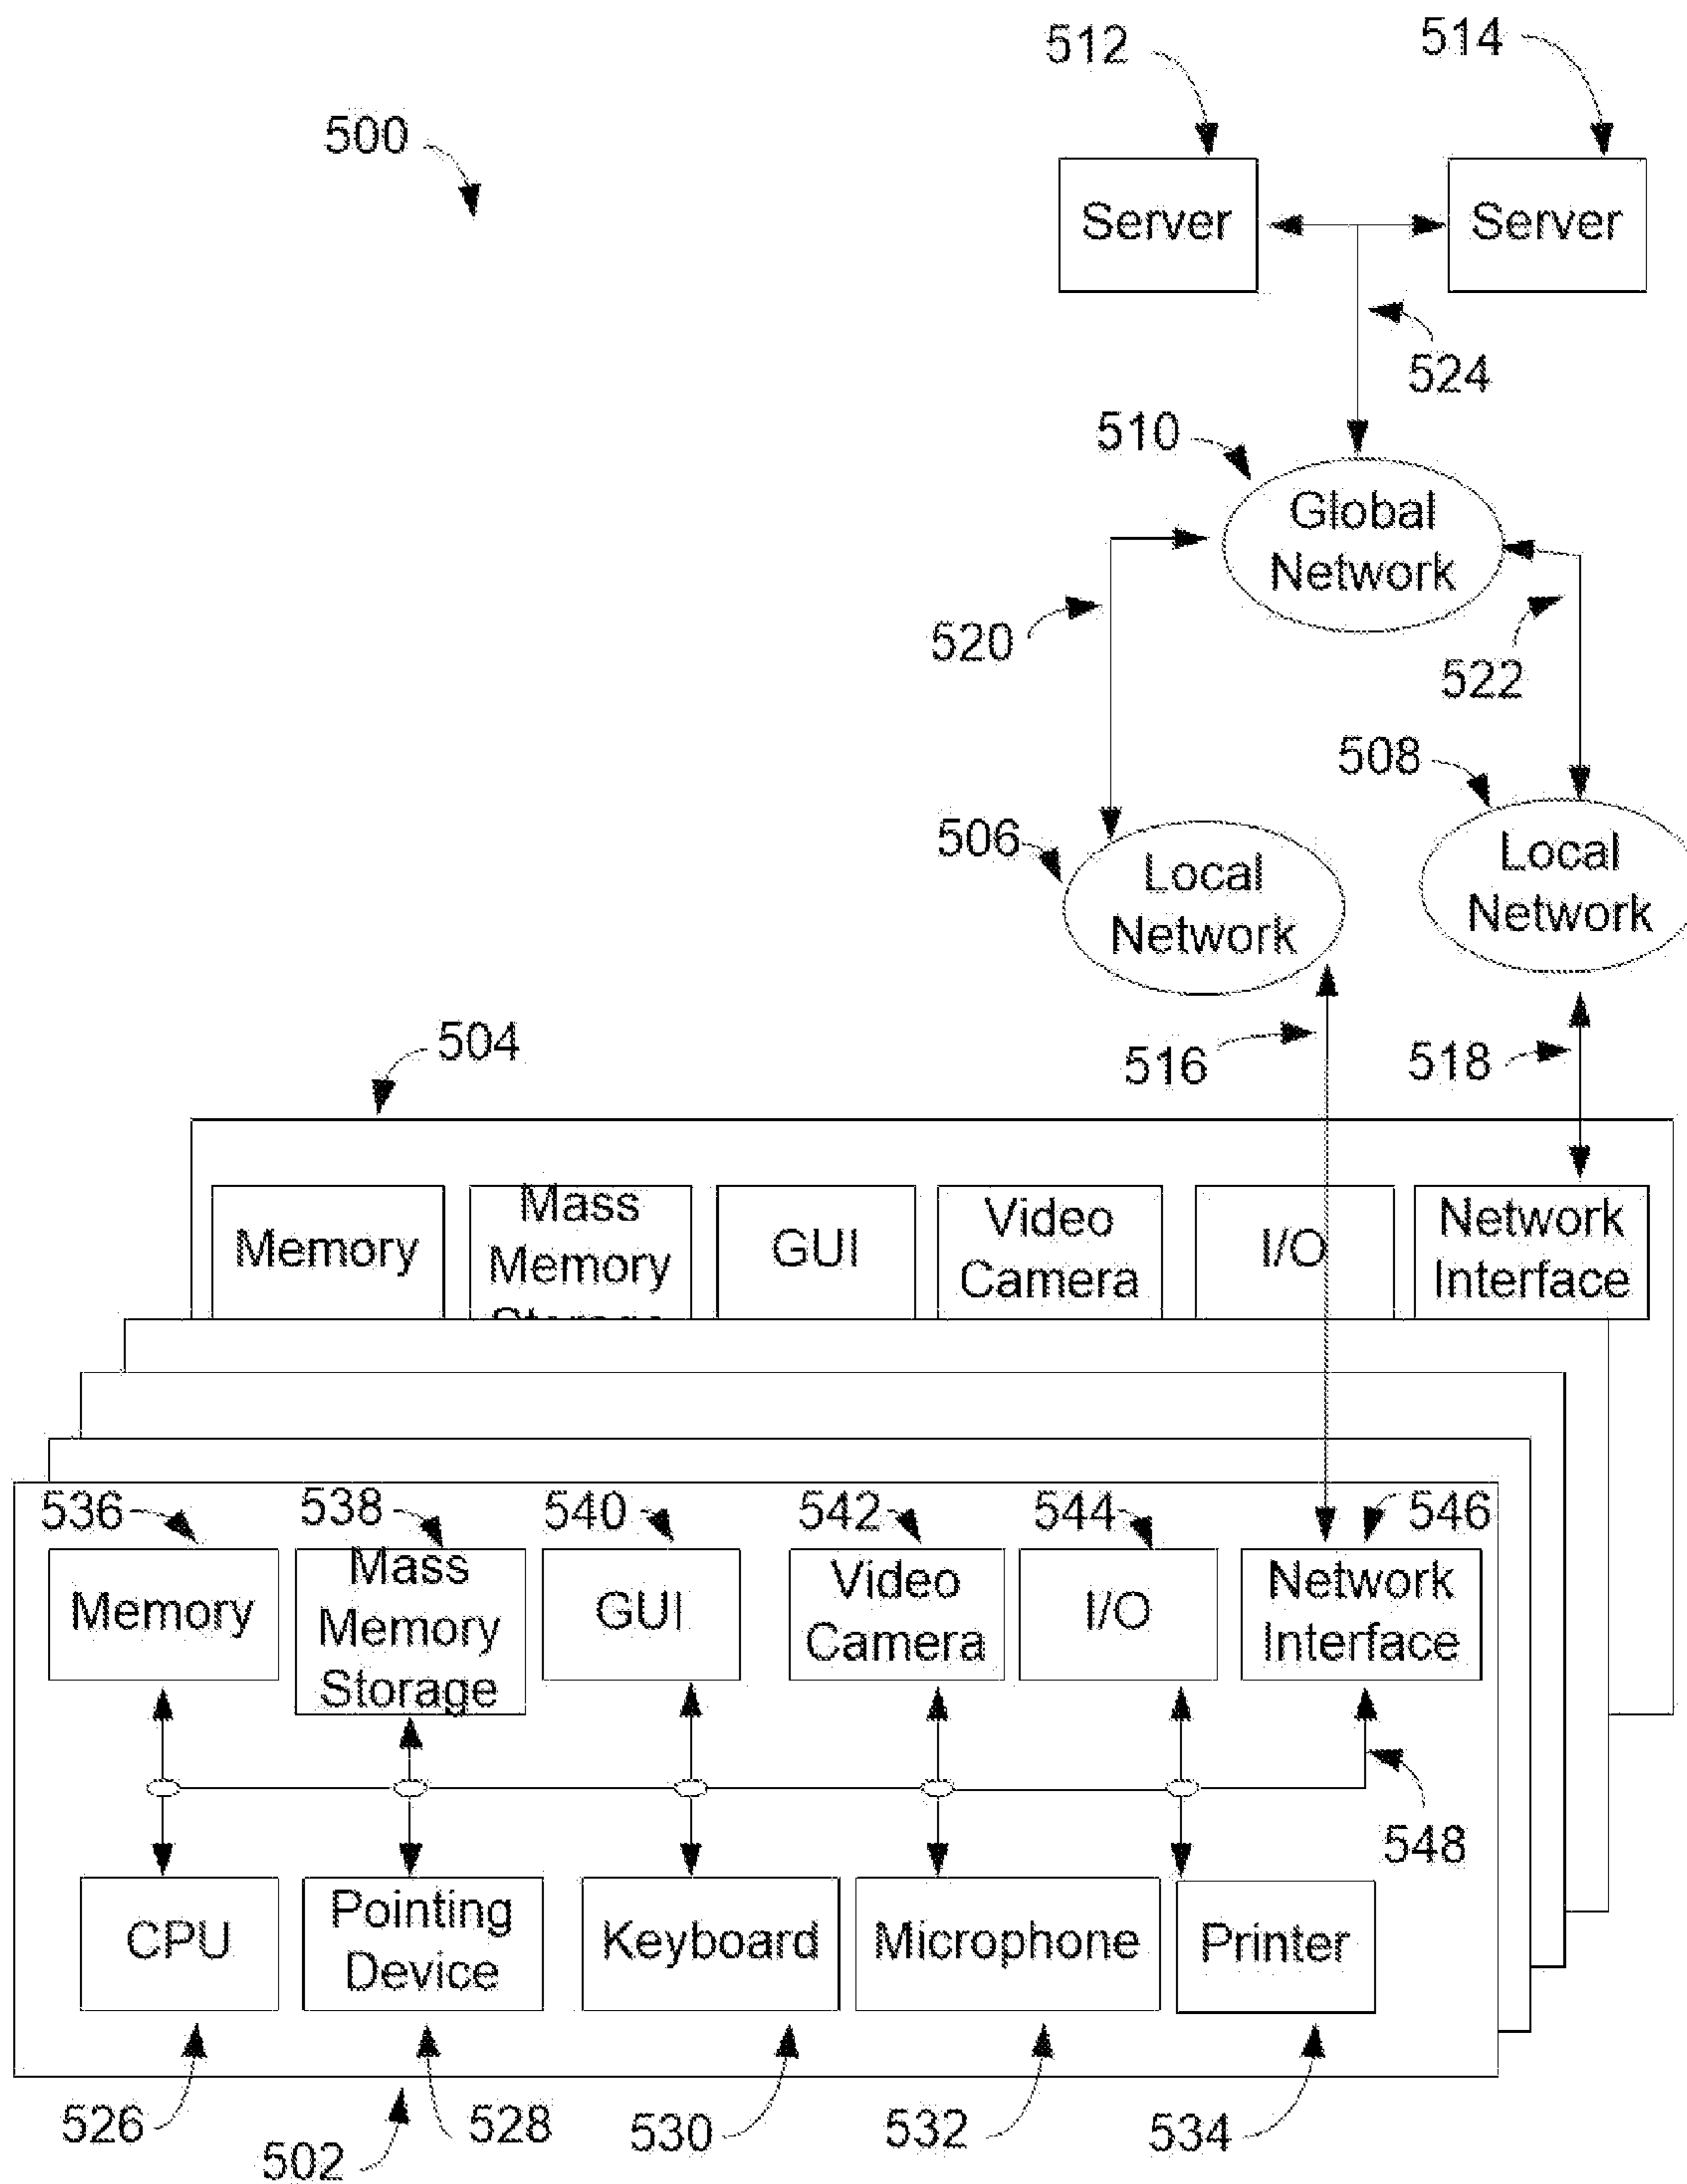 512
514
500
Server
Server
524
510
Global
Network
520
522
508
506
Local
Network
Local
Network
504
516
518
Memory
Mass
Memory
Storage
GUI
Video
Camera
I/O
Network
Interface
536
538
540
542
544
546
Memory
Mass
Memory
Storage
GUI
Video
Camera
I/O
Network
Interface
548
CPU
Pointing
Device
Keyboard
Microphone
Printer
526
502
528
530
532
534